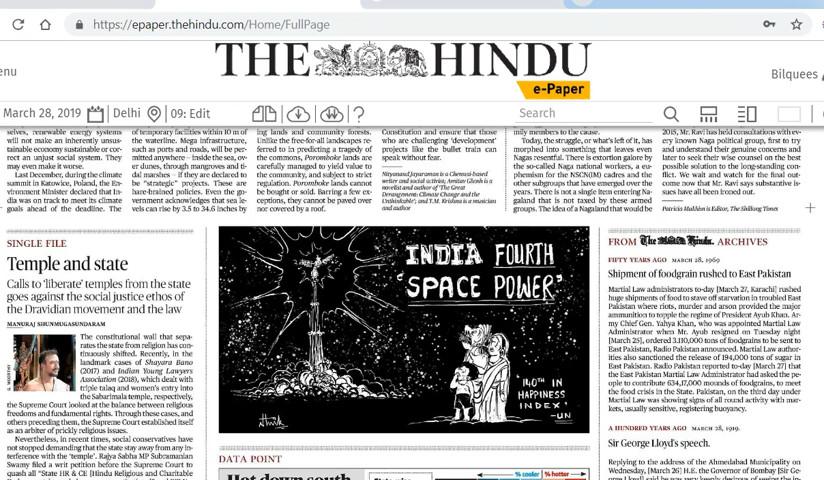 https://epaper.thehindu.com/Home/FullPage
THE HINDU
e-Paper
enu
Bilquees
March 28, 2019
Delhi
09: Edit
?
Search
selves, renewable energy systems
will not make an inherently unsus-
tainable economy sustainable or cor-
rect an unjust social system. They
may even make it worse.
Last December, during the climate
summit in Katowice, Poland, the En-
vironment Minister declared that In-
dia was on track to meet its climate
goals ahead of the deadline. The
of temporary facilities within 10 m of
the waterline. Mega infrastructure,
such as ports and roads, will be per-
mitted anywhere – inside the sea, ov-
er dunes, through mangroves and ti-
dal marshes – if they are declared to
be "strategic" projects. These are
hare-brained policies. Even the go-
vernment acknowledges that sea le-
vels can rise by 3.5 to 34.6 inches by
ing lands and community forests.
Unlike the free-for-all landscapes re-
ferred to in predicting a tragedy of
the commons, Poromboke lands are
carefully managed to yield value to
the community, and subject to strict
regulation. Poromboke lands cannot
be bought or sold. Barring a few ex-
ceptions, they cannot be paved over
nor covered by a roof.
Constitution and ensure that those
who are challenging 'development'
projects like the bullet train can
speak without fear.
Nityanand Jayaraman is a Chennai-based
writer and social activist, Amitav Ghosh is a
novelist and author of 'The Great
Derangement: Climate Change and the
Unthinkable'; and T.M. Krishna is a musician
and author
mily members to the cause.
Today, the struggle, or what's left of it, has
morphed into something that leaves even
Nagas resentful. There is extortion galore by
the so-called Naga national workers, a eu-
phemism for the NSCN(IM) cadres and the
other subgroups that have emerged over the
years. There's not a single item entering Na-
galand that is not taxed by these armed
groups. The idea of a Nagaland that would be
2015, Mr. Ravi has held consultations with ev-
ery known Naga political group, first to try
and understand their genuine concerns and
later to seek their wise counsel on the best
possible solution to the long-standing con-
flict. We wait and watch for the final out-
come now that Mr. Ravi says substantive is-
sues have all been ironed out.
Patricia Mukhim is Editor, The Shillong Times
SINGLE FILE
Temple and state
Calls to 'liberate' temples from the state
goes against the social justice ethos of
the Dravidian movement and the law
MANURAJ SHUNMUGASUNDARAM
G. MOORTHY
The constitutional wall that sepa-
rates the state from religion has con-
tinuously shifted. Recently, in the
landmark cases of Shayara Bano
(2017) and Indian Young Lawyers
Association (2018), which dealt with
triple talaq and women's entry into
the Sabarimala temple, respectively,
the Supreme Court looked at the balance between religious
freedoms and fundamental rights. Through these cases, and
others preceding them, the Supreme Court established itself
as an arbiter of prickly religious issues.
Nevertheless, in recent times, social conservatives have
not stopped demanding that the state stay away from any in-
terference with the 'temple'. Rajya Sabha MP Subramanian
Swamy filed a writ petition before the Supreme Court to
quash all "State HR & CE [Hindu Religious and Charitable
INDIA FOURTH
'SPACE POWER'
140TH IN
HAPPINESS
INDEX'
-UN
DATA POINT
Hot down south
% cooler
% hotter
FROM The Hindu ARCHIVES
FIFTY YEARS AGO MARCH 28, 1969
Shipment of foodgrain rushed to East Pakistan
Martial Law administrators to-day [March 27, Karachi] rushed
huge shipments of food to stave off starvation in troubled East
Pakistan where riots, murder and arson provided the major
ammunition to topple the regime of President Ayub Khan. Ar-
my Chief Gen. Yahya Khan, who was appointed Martial Law
Administrator when Mr. Ayub resigned on Tuesday night
[March 25], ordered 3,110,000 tons of foodgrains to be sent to
East Pakistan, Radio Pakistan announced. Martial Law author-
ities also sanctioned the release of 194,000 tons of sugar in
East Pakistan. Radio Pakistan reported to-day [March 27] that
the East Pakistan Martial Law Administrator had asked the peo-
ple to contribute 634,17,000 mounds of foodgrains, to meet
the food crisis in the State. Pakistan, on the third day under
Martial Law was showing signs of all round activity with mar-
kets, usually sensitive, registering buoyancy.
A HUNDRED YEARS AGO MARCH 28, 1919.
Sir George Lloyd's speech.
Replying to the address of the Ahmedabad Municipality on
Wednesday, [March 26] H.E. the Governor of Bombay [Sir Ge-